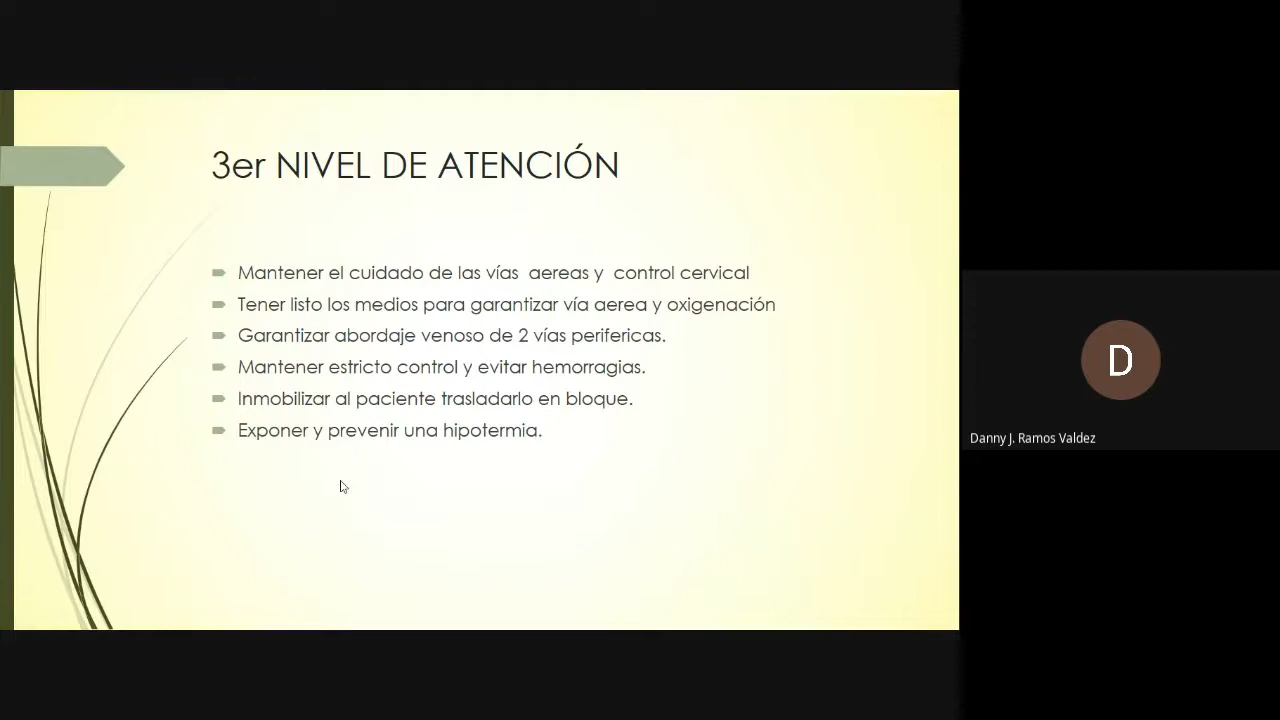 3er NIVEL DE ATENCIÓN
Mantener el cuidado de las vías aereas y control cervical
Tener listo los medios para garantizar vía aerea y oxigenación
Garantizar abordaje venoso de 2 vías perifericas.
Mantener estricto control y evitar hemorragias.
Inmobilizar al paciente trasladarlo en bloque.
Exponer y prevenir una hipotermia.
D
Danny J. Ramos Valdez